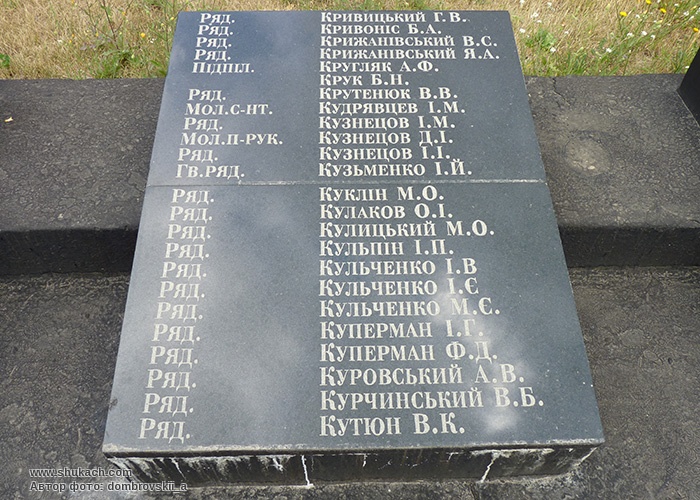 Ряд. Кривицький Г.В.
Ряд. Кривоніс Б.А.
Ряд. Крижанівський В.С.
Ряд. Крижанівський Я.А.
Підпіл. Кругляк А.Ф.
Крук Б.Н.
Ряд. Крутенюк В.В.
Мол.с-нт. Кудрявцев І.М.
Ряд. Кузнецов І.М.
Мол.п-рук. Кузнецов Д.І.
Ряд. Кузнецов І.І.
Гв.ряд. Кузьменко І.Й.
Ряд. Куклін М.О.
Ряд. Кулаков О.І.
Ряд. Кулицький М.О.
Ряд. Кульпін І.П.
Ряд. Кульченко І.В
Ряд. Кульченко І.Є
Ряд. Кульченко М.Є.
Ряд. Куперман І.Г.
Ряд. Куперман Ф.Д.
Ряд. Куровський А.В.
Ряд. Курчинський В.Б.
Ряд. Кутюн В.К.
www.shukach.com
Автор фото: dombrovskii_a